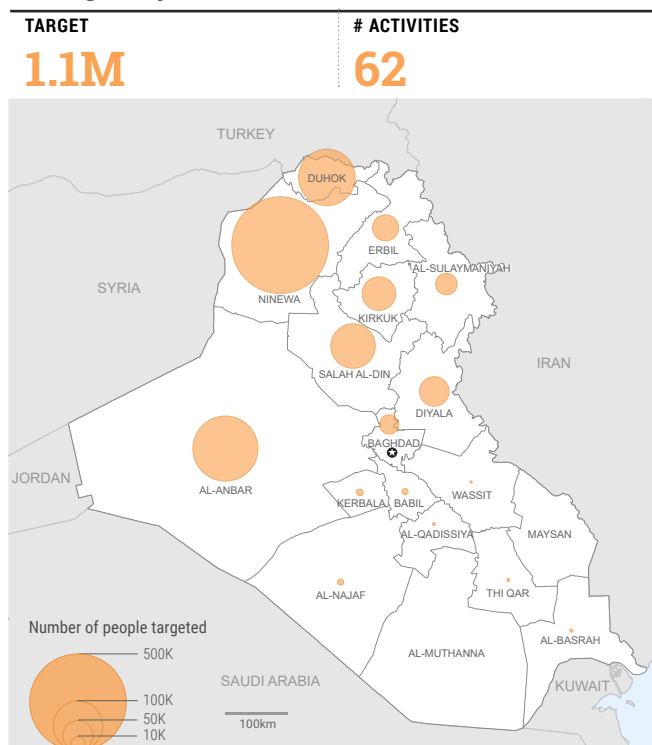 TARGET
# ACTIVITIES
1.1M
62
TURKEY
DUHOK
ERBIL
AL-SULAYMANIYAH
SYRIA
NINEWA
KIRKUK
IRAN
SALAH AL-DIN
DIYALA
BAGHDAD
JORDAN
AL-ANBAR
WASSIT
KERBALA
BABIL
AL-QADISSIYA
MAYSAN
AL-NAJAF
THI QAR
Number of people targeted
AL-BASRAH
500K
AL-MUTHANNA
SAUDI ARABIA
KUWAIT
100K
50K
100km
10K